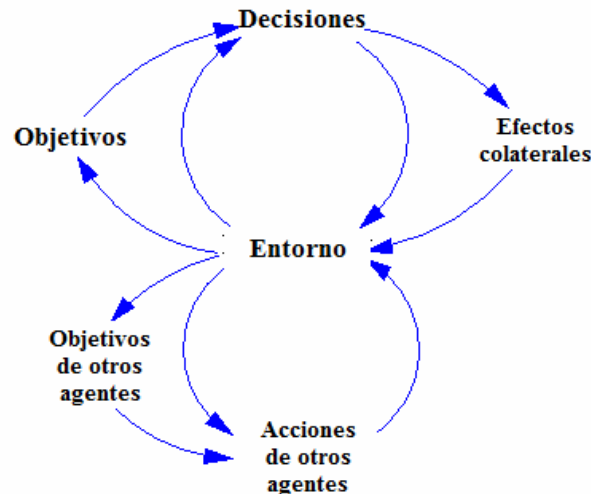 Decisiones
Objetivos
Efectos
colaterales
Entorno
Objetivos
de otros
agentes
Acciones
de otros
agentes